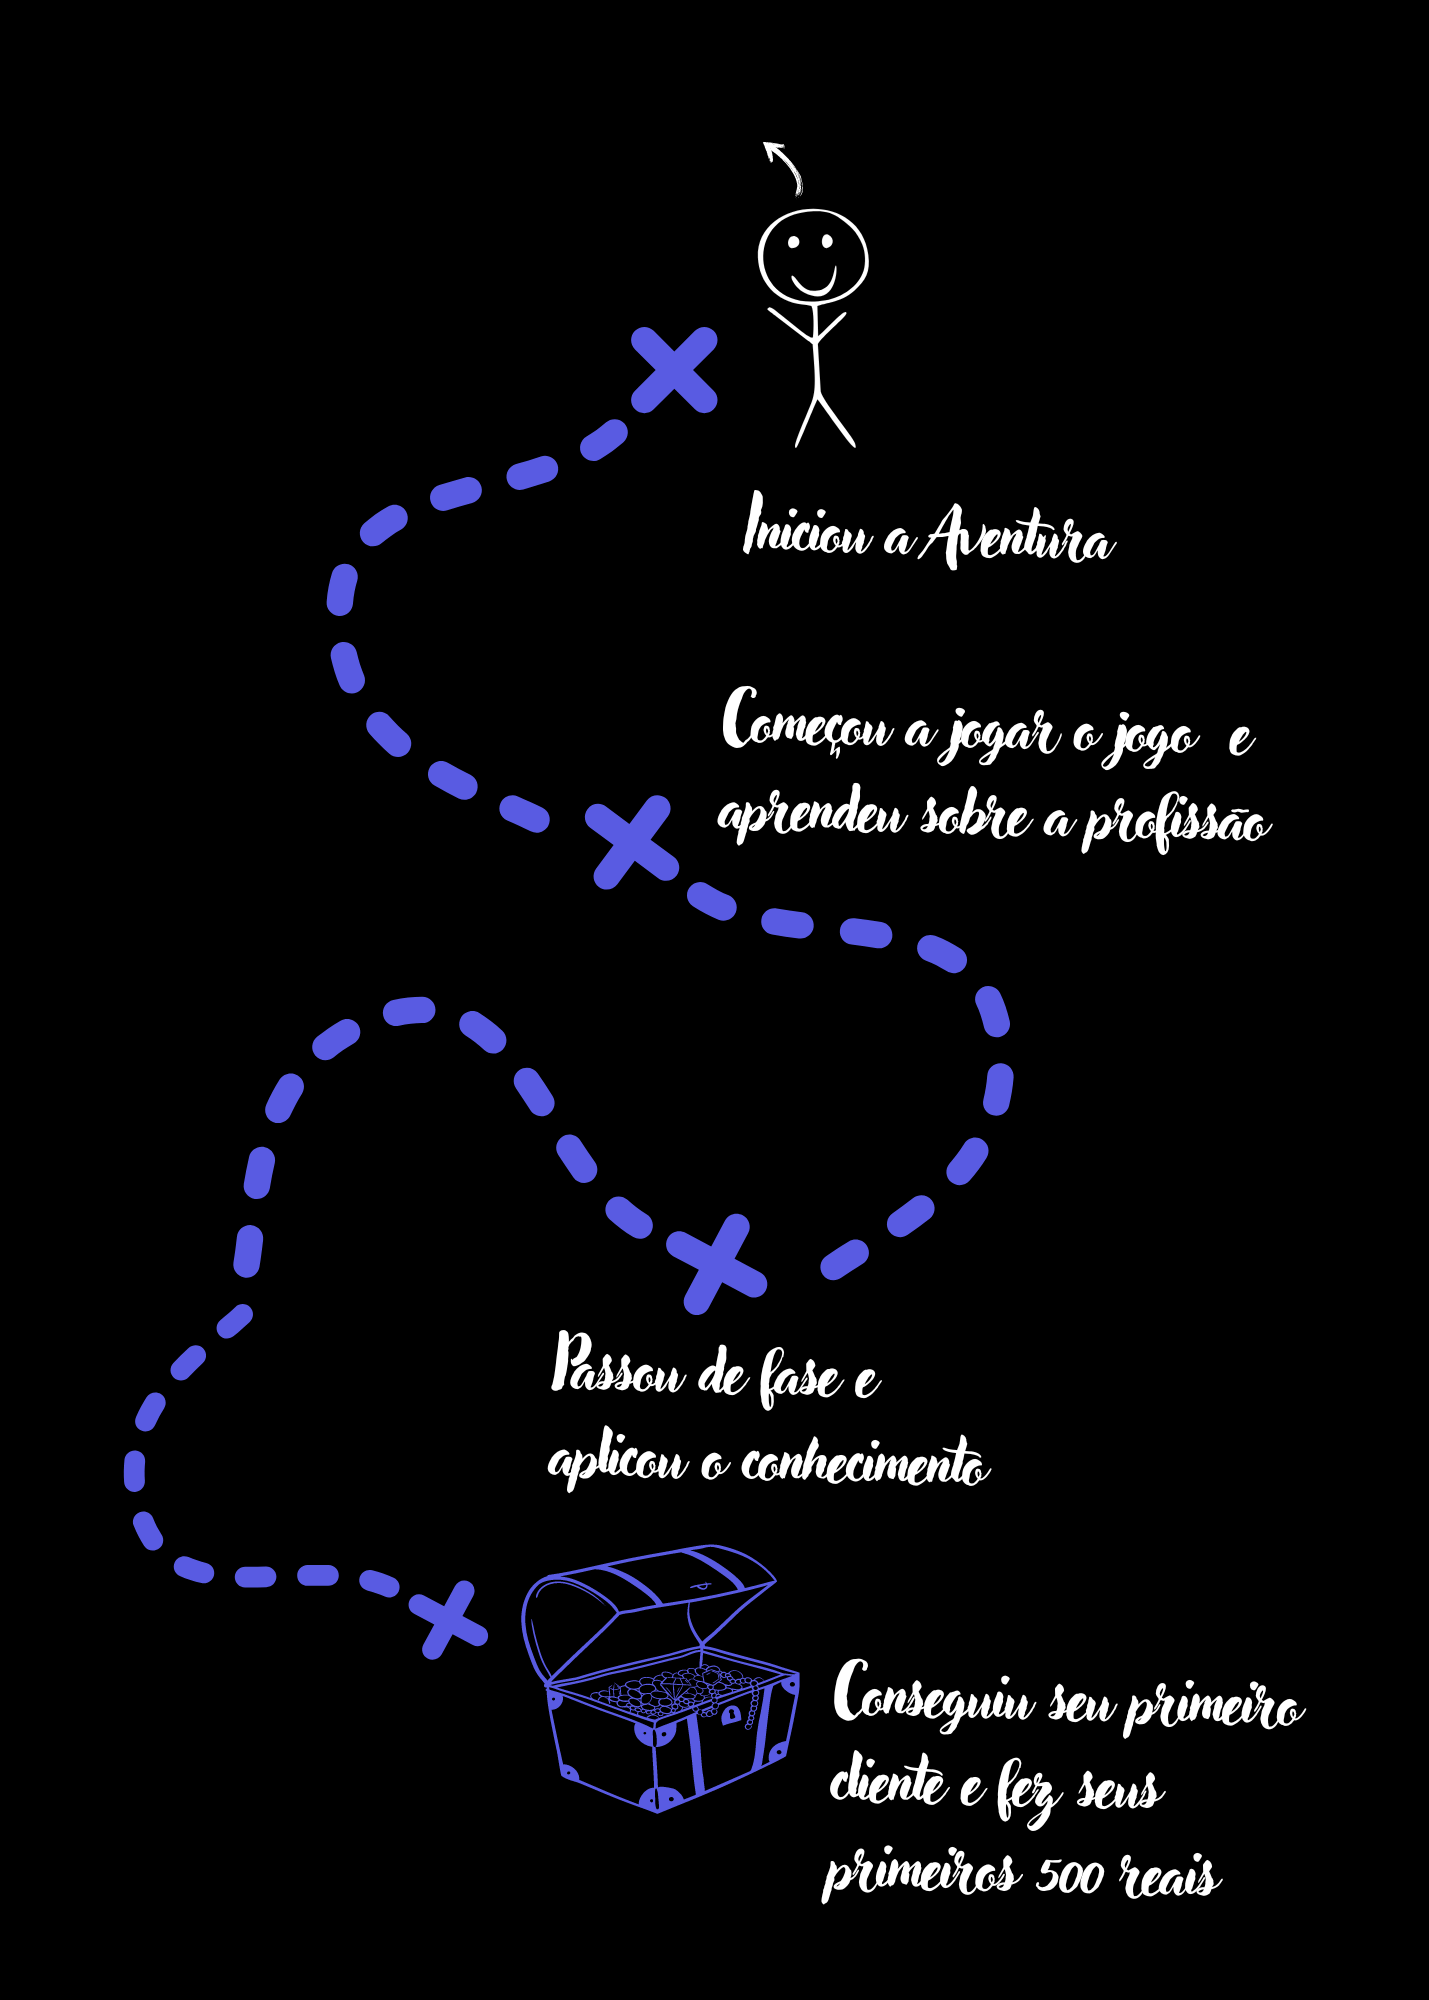 Iniciou a Aventura
Começou a jogar o jogo e
aprendeu sobre a profissão
Passou de fase e
aplicou o conhecimento
Conseguiu seu primeiro
cliente e fez seus
primeiros 500 reais